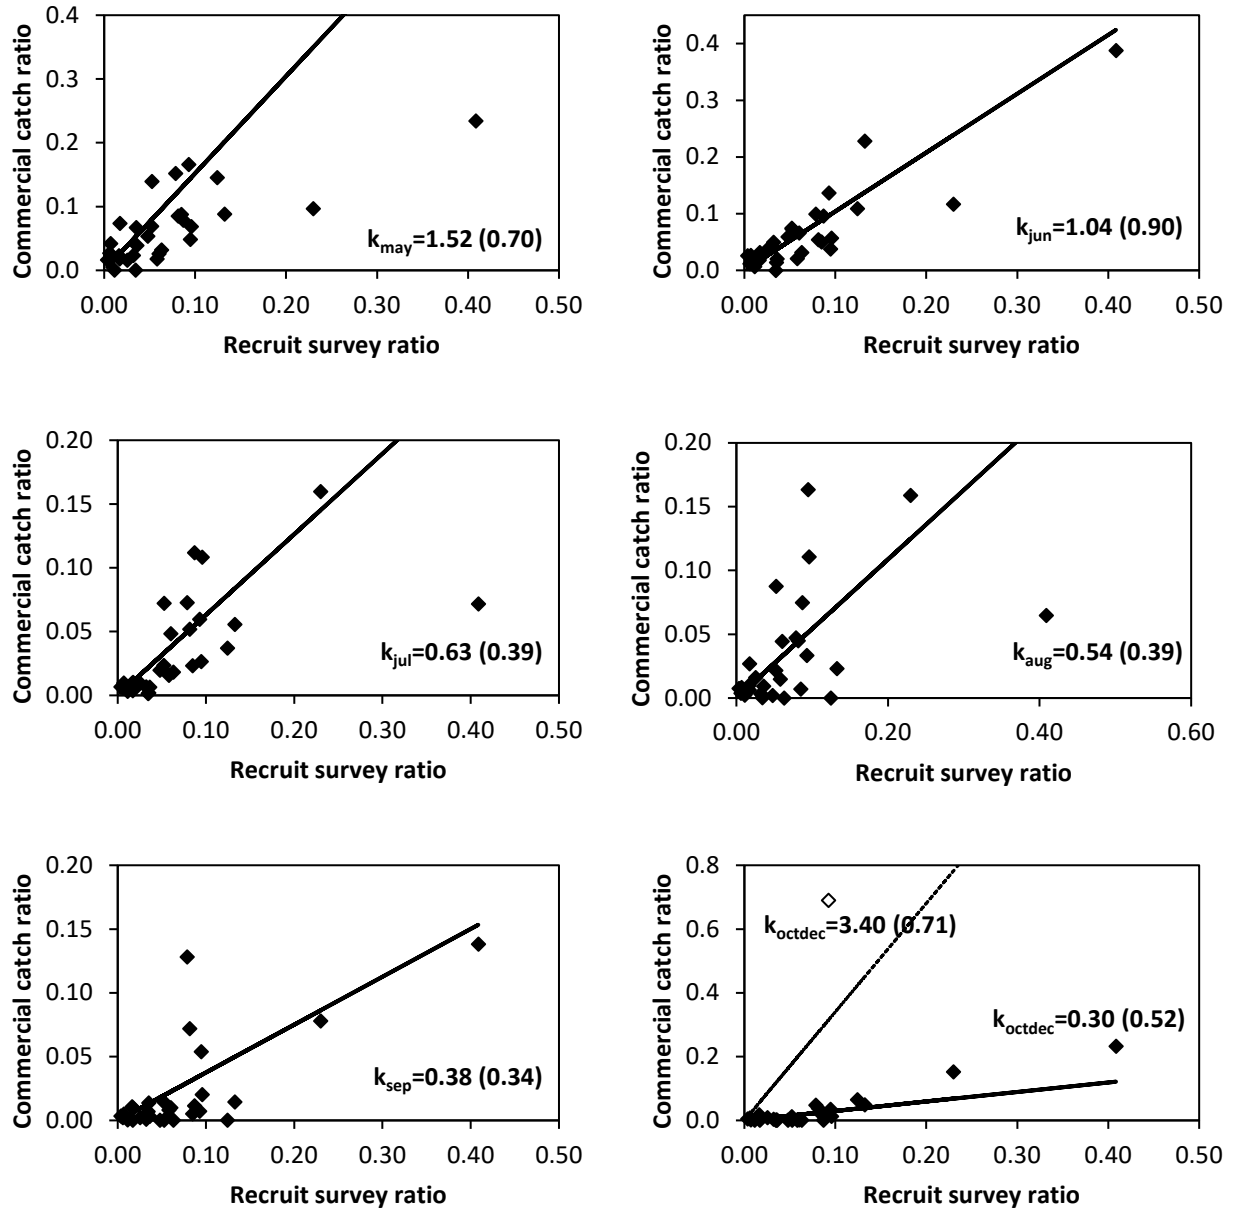 Commercial catch ratio
0.4
0.3
0.2
0.1
0.0
k_may=1.52 (0.70)
0.00 0.10 0.20 0.30 0.40 0.50
Recruit survey ratio
Commercial catch ratio
0.4
0.3
0.2
0.1
0.0
k_jun=1.04 (0.90)
0.00 0.10 0.20 0.30 0.40 0.50
Recruit survey ratio
Commercial catch ratio
0.20
0.15
0.10
0.05
0.00
k_jul=0.63 (0.39)
0.00 0.10 0.20 0.30 0.40 0.50
Recruit survey ratio
Commercial catch ratio
0.20
0.15
0.10
0.05
0.00
k_aug=0.54 (0.39)
0.00 0.20 0.40 0.60
Recruit survey ratio
Commercial catch ratio
0.20
0.15
0.10
0.05
0.00
k_sep=0.38 (0.34)
0.00 0.10 0.20 0.30 0.40 0.50
Recruit survey ratio
Commercial catch ratio
0.8
0.6
0.4
0.2
0.0
k_octdec=3.40 (0.71)
k_octdec=0.30 (0.52)
0.00 0.10 0.20 0.30 0.40 0.50
Recruit survey ratio